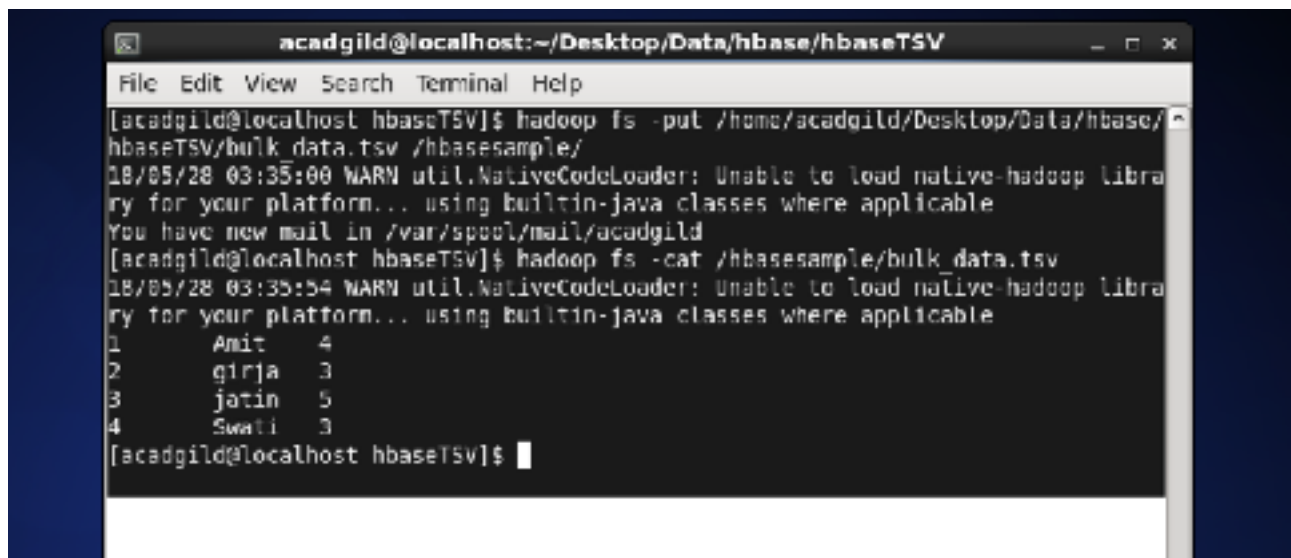 acadgild@localhost:~/Desktop/Data/hbase/hbaseTSV
File Edit View Search Terminal Help
[acadgild@localhost hbaseTSV]$ hadoop fs -put /home/acadgild/Desktop/Data/hbase/
hbaseTSV/bulk_data.tsv /hbasesample/
18/05/28 03:35:00 WARN util.NativeCodeLoader: Unable to load native-hadoop libra
ry for your platform... using builtin-java classes where applicable
You have new mail in /var/spool/mail/acadgild
[acadgild@localhost hbaseTSV]$ hadoop fs -cat /hbasesample/bulk_data.tsv
18/05/28 03:35:54 WARN util.NativeCodeLoader: Unable to load native-hadoop libra
ry for your platform... using builtin-java classes where applicable
1 Amit 4
2 girja 3
3 jatin 5
4 Swati 3
[acadgild@localhost hbaseTSV]$